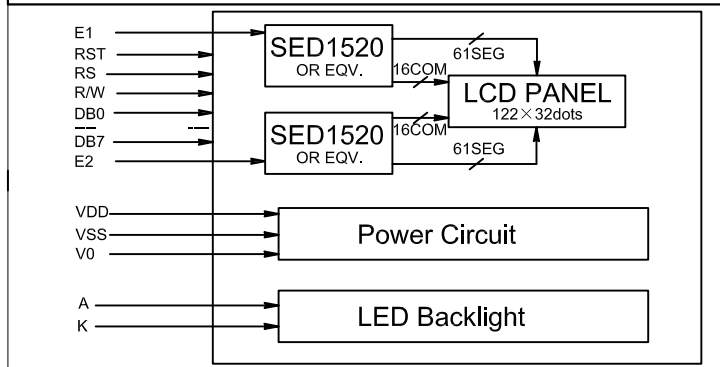 E1
RST
RS
R/W
DB0
DB7
E2
VDD
VSS
V0
A
K
SED1520
OR EQV.
61SEG
16COM
LCD PANEL
122×32dots
SED1520
OR EQV.
16COM
61SEG
Power Circuit
LED Backlight